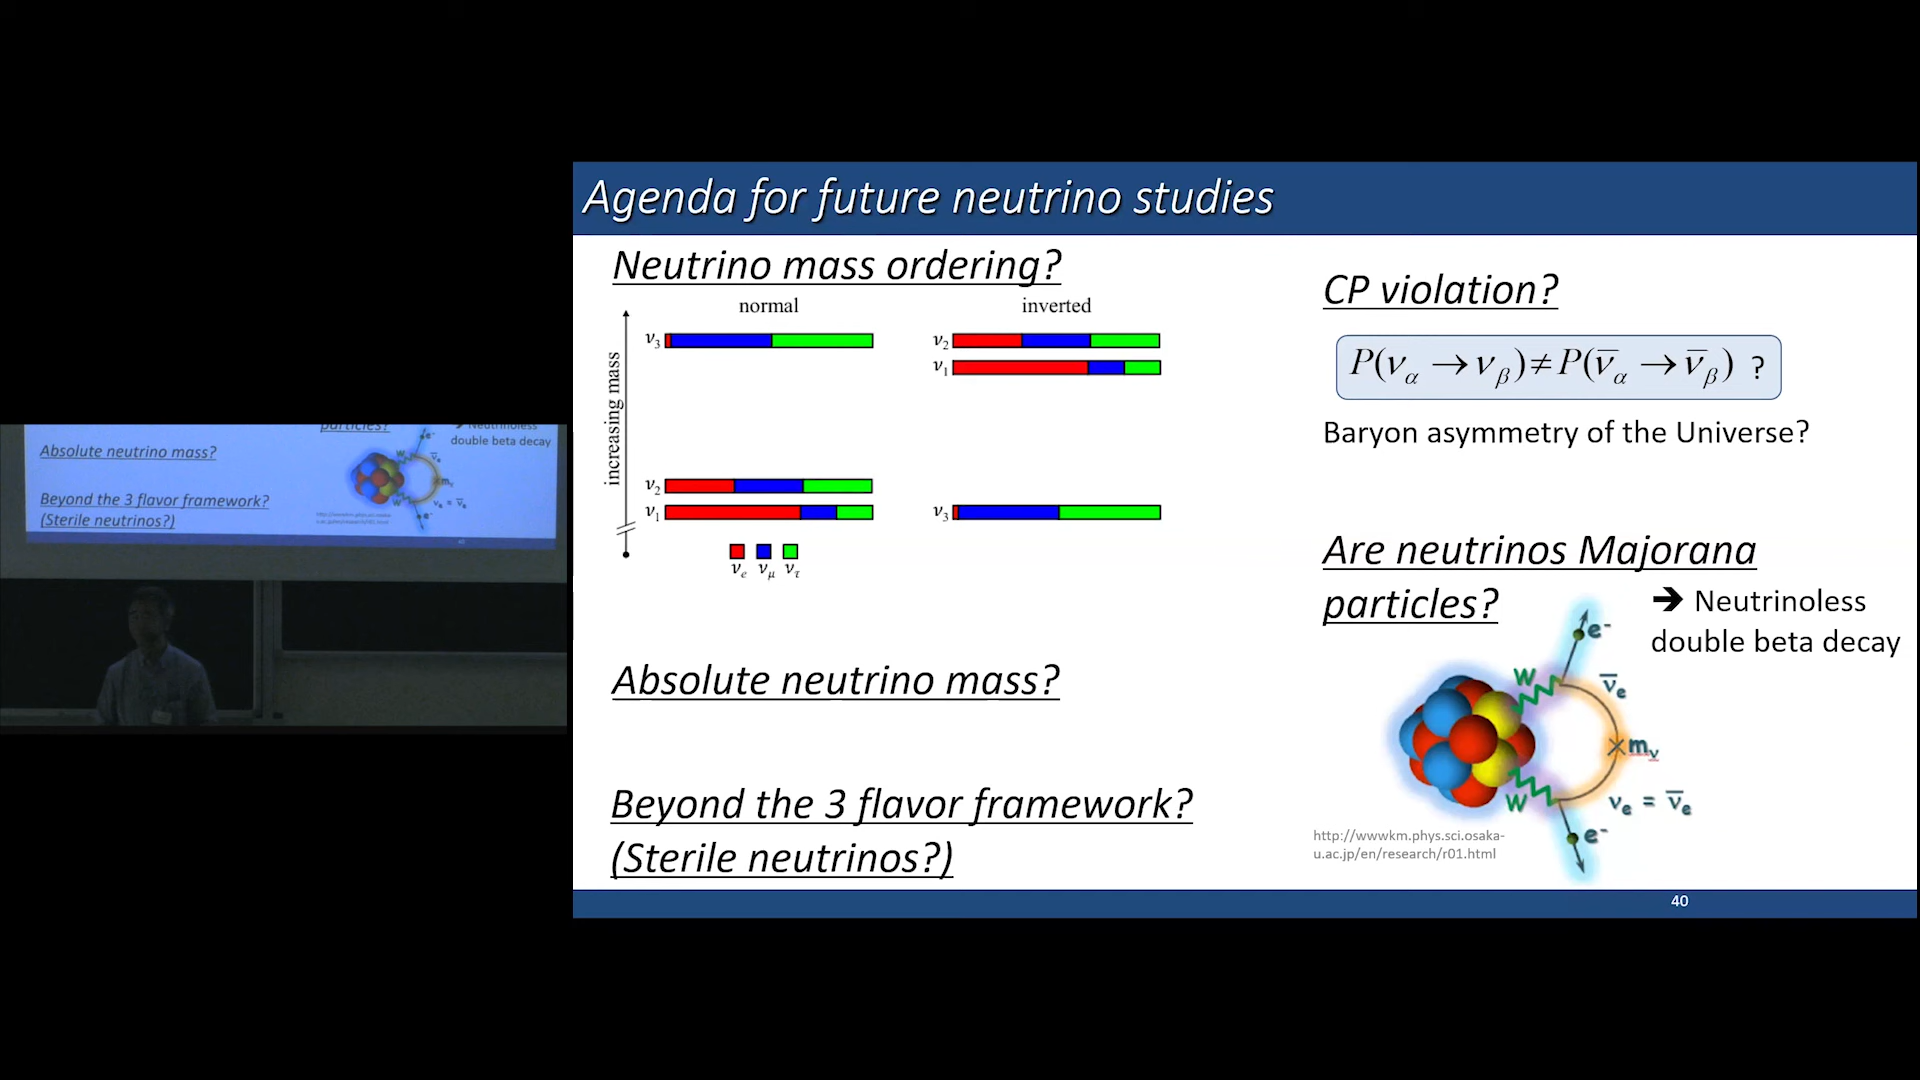 Agenda for future neutrino studies
Neutrino mass ordering?
normal
inverted
increasing mass
ν3
ν2
ν1
ν2
ν1
ν3
νe νμ ντ
Absolute neutrino mass?
Beyond the 3 flavor framework?
(Sterile neutrinos?)
CP violation?
P(να → νβ) ≠ P(ν̅α → ν̅β) ?
Baryon asymmetry of the Universe?
Are neutrinos Majorana
particles?
➔ Neutrinoless
double beta decay
e-
W
ν̅e
mν
W
νe = ν̅e
e-
http://wwwkm.phys.sci.osaka-
u.ac.jp/en/research/r01.html
40
particles?
Neutrinoless
double beta decay
Absolute neutrino mass?
Beyond the 3 flavor framework?
(Sterile neutrinos?)
e-
W
ν̅e
mν
W
νe = ν̅e
e-